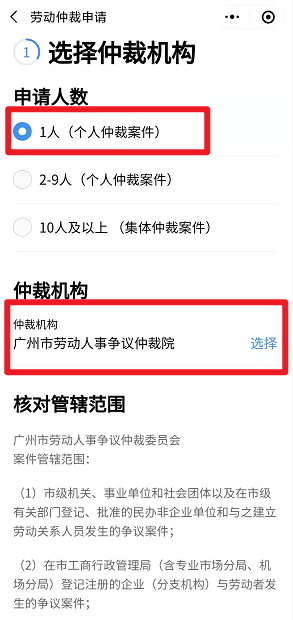 劳动仲裁申请
1 选择仲裁机构
申请人数
1人（个人仲裁案件）
2-9人（个人仲裁案件）
10人及以上 （集体仲裁案件）
仲裁机构
仲裁机构
广州市劳动人事争议仲裁院 选择
核对管辖范围
广州市劳动人事争议仲裁委员会
案件管辖范围：
（1）市级机关、事业单位和社会团体以及在市级
有关部门登记、批准的民办非企业单位和与之建立
劳动关系人员发生的争议案件；
（2）在市工商行政管理局（含专业市场分局、机
场分局）登记注册的企业（分支机构）与劳动者发
生的争议案件；